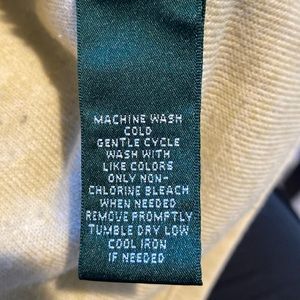 MACHINE WASH
COLD
GENTLE CYCLE
WASH WITH
LIKE COLORS
ONLY NON-
CHLORINE BLEACH
WHEN NEEDED
REMOVE PROMPTLY
TUMBLE DRY LOW
COOL IRON
IF NEEDED